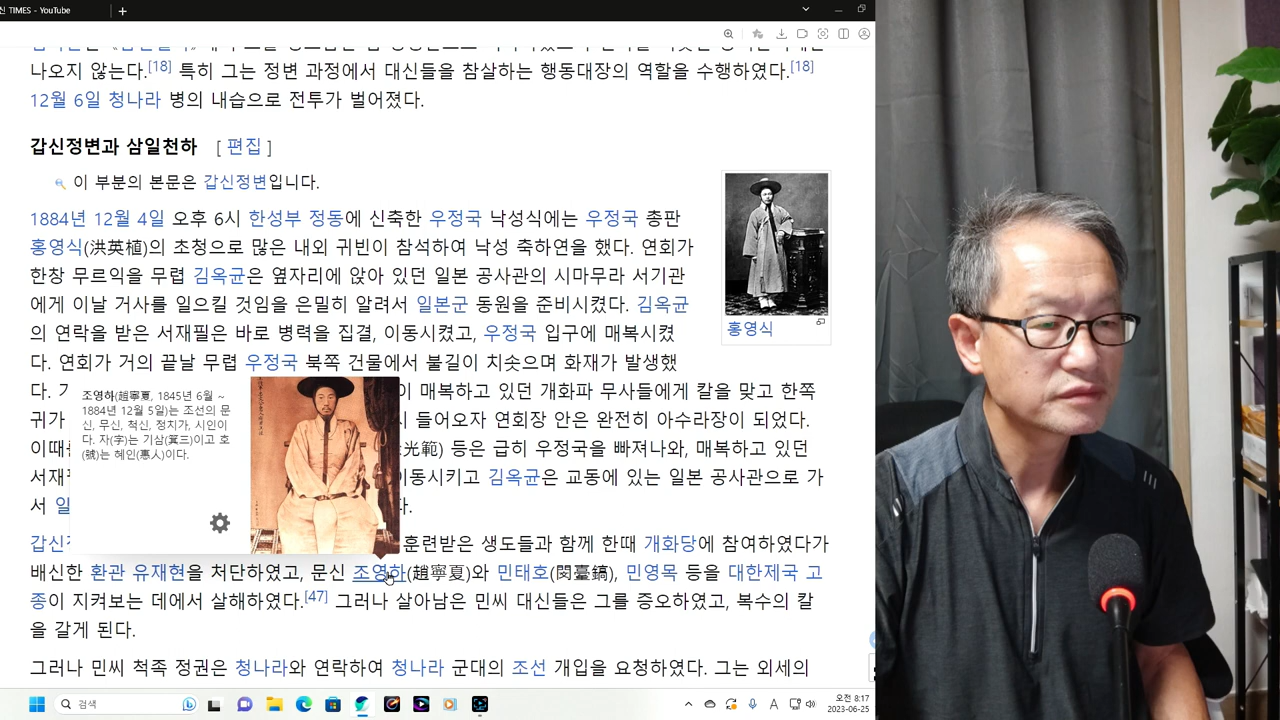 신 TIMES - YouTube
나오지 않는다.[18] 특히 그는 정변 과정에서 대신들을 참살하는 행동대장의 역할을 수행하였다.[18]
12월 6일 청나라 병의 내습으로 전투가 벌어졌다.
갑신정변과 삼일천하 [ 편집 ]
이 부분의 본문은 갑신정변입니다.
1884년 12월 4일 오후 6시 한성부 정동에 신축한 우정국 낙성식에는 우정국 총판
홍영식(洪英植)의 초청으로 많은 내외 귀빈이 참석하여 낙성 축하연을 했다. 연회가
한창 무르익을 무렵 김옥균은 옆자리에 앉아 있던 일본 공사관의 시마무라 서기관
에게 이날 거사를 일으킬 것임을 은밀히 알려서 일본군 동원을 준비시켰다. 김옥균
의 연락을 받은 서재필은 바로 병력을 집결, 이동시켰고, 우정국 입구에 매복시켰
다. 연회가 거의 끝날 무렵 우정국 북쪽 건물에서 불길이 치솟으며 화재가 발생했
홍영식
다. 이 매복하고 있던 개화파 무사들에게 칼을 맞고 한쪽
귀가 들어오자 연회장 안은 완전히 아수라장이 되었다.
이때 光範) 등은 급히 우정국을 빠져나와, 매복하고 있던
서재 이동시키고 김옥균은 교동에 있는 일본 공사관으로 가
서 일 다.
조영하(趙寧夏, 1845년 6월 ~
1884년 12월 5일)는 조선의 문
신, 무신, 척신, 정치가, 시인이
다. 자(字)는 기삼(箕三)이고 호
(號)는 혜인(惠人)이다.
갑신 훈련받은 생도들과 함께 한때 개화당에 참여하였다가
배신한 환관 유재현을 처단하였고, 문신 조영하(趙寧夏)와 민태호(閔臺鎬), 민영목 등을 대한제국 고
종이 지켜보는 데에서 살해하였다.[47] 그러나 살아남은 민씨 대신들은 그를 증오하였고, 복수의 칼
을 갈게 된다.
그러나 민씨 척족 정권은 청나라와 연락하여 청나라 군대의 조선 개입을 요청하였다. 그는 외세의
검색
A
오전 8:17
2023-06-25